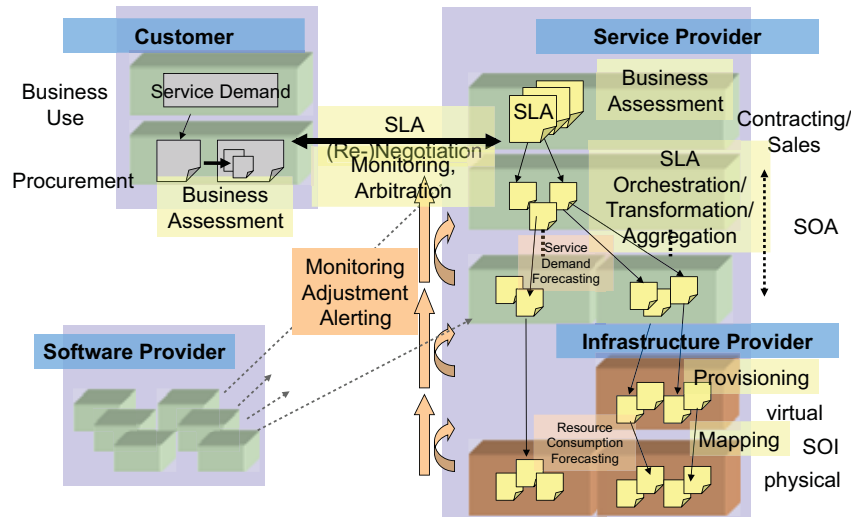 Customer
Service Provider
Business
Use
Service Demand
Procurement
Business
Assessment
SLA
(Re-)Negotiation
Monitoring,
Arbitration
SLA
Business
Assessment
Contracting/
Sales
SLA
Orchestration/
Transformation/
Aggregation
SOA
Service
Demand
Forecasting
Monitoring
Adjustment
Alerting
Software Provider
Infrastructure Provider
Provisioning
virtual
Resource
Consumption
Forecasting
Mapping
SOI
physical